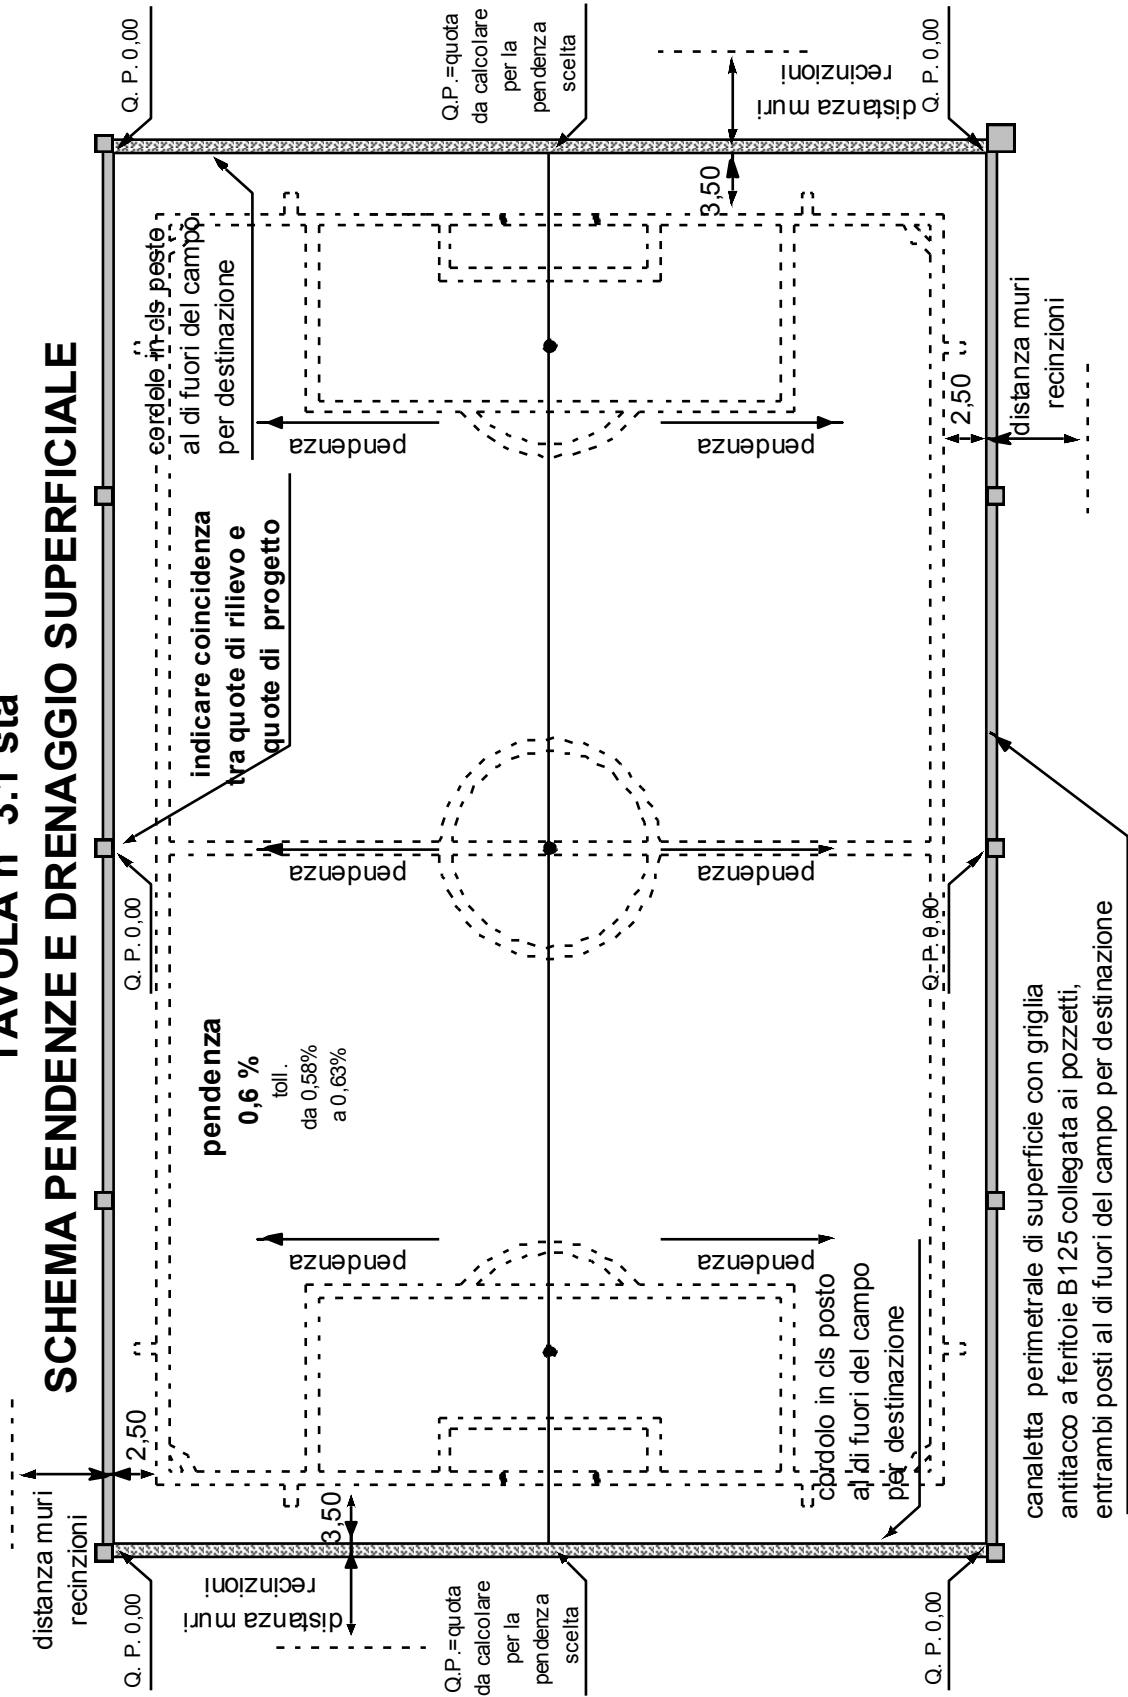 TAVOLA n° 3.1 sta
SCHEMA PENDENZE E DRENAGGIO SUPERFICIALE
distanza muri
recinzioni
2,50
Q. P. 0,00
Q. P. 0,00
Q. P. 0,00
indicare coincidenza
tra quote di rilievo e
quote di progetto
cordolo in cls posto
al di fuori del campo
per destinazione
pendenza
0,6 %
toll.
da 0,58%
a 0,63%
distanza muri
recinzioni
3,50
pendenza
pendenza
pendenza
Q.P.=quota
da calcolare
per la
pendenza
scelta
Q.P.=quota
da calcolare
per la
pendenza
scelta
pendenza
pendenza
pendenza
3,50
distanza muri
recinzioni
cordolo in cls posto
al di fuori del campo
per destinazione
Q. P. 0,00
Q. P. 0,00
Q. P. 0,00
2,50
distanza muri
recinzioni
canaletta perimetrale di superficie con griglia
antitacco a feritoie B125 collegata ai pozzetti,
entrambi posti al di fuori del campo per destinazione